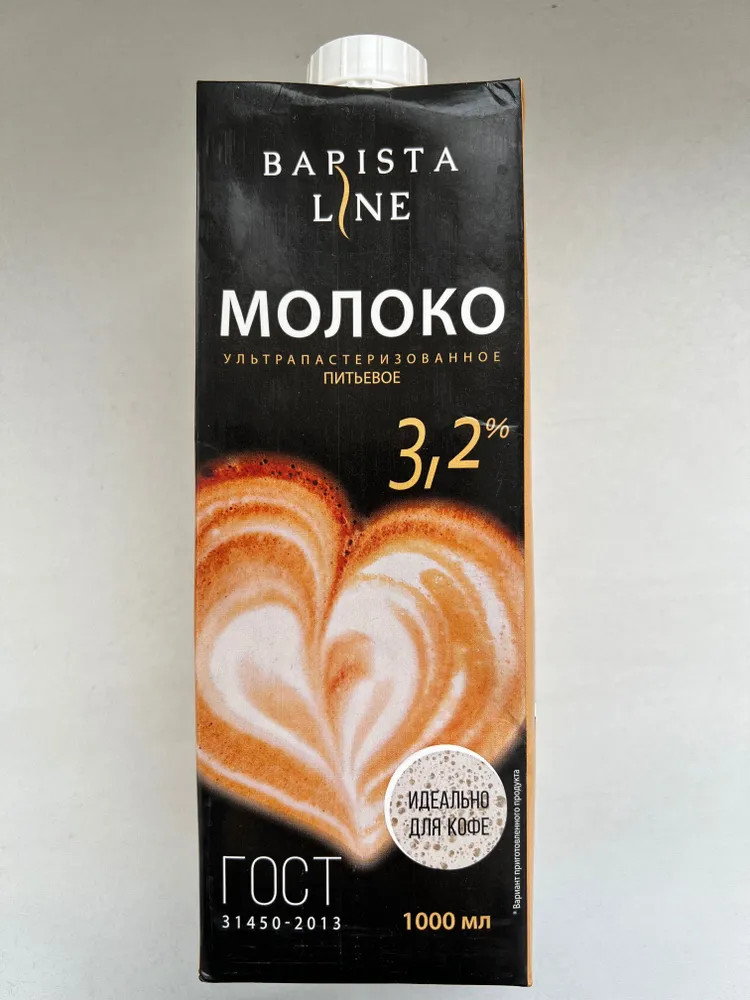 BARISTA
LINE
МОЛОКО
УЛЬТРАПАСТЕРИЗОВАННОЕ
ПИТЬЕВОЕ
3,2%
ИДЕАЛЬНО
ДЛЯ КОФЕ
* Вариант приготовленного продукта
ГОСТ
31450-2013
1000 мл